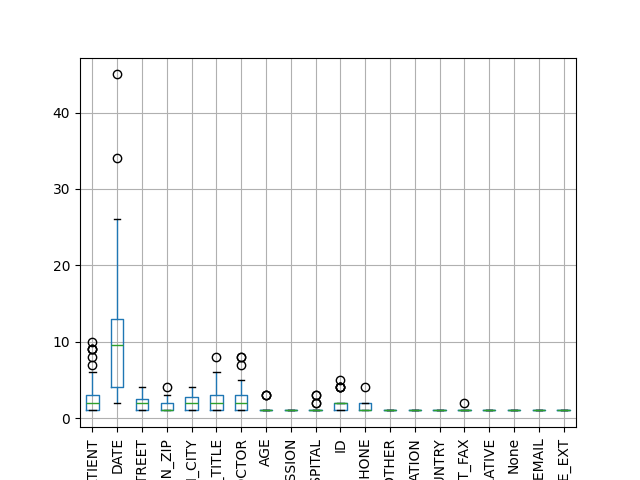 40
30
20
10
0
TIENT
DATE
TREET
N_ZIP
_CITY
_TITLE
CTOR
AGE
SSION
SPITAL
ID
HONE
OTHER
ATION
UNTRY
T_FAX
ATIVE
None
EMAIL
E_EXT